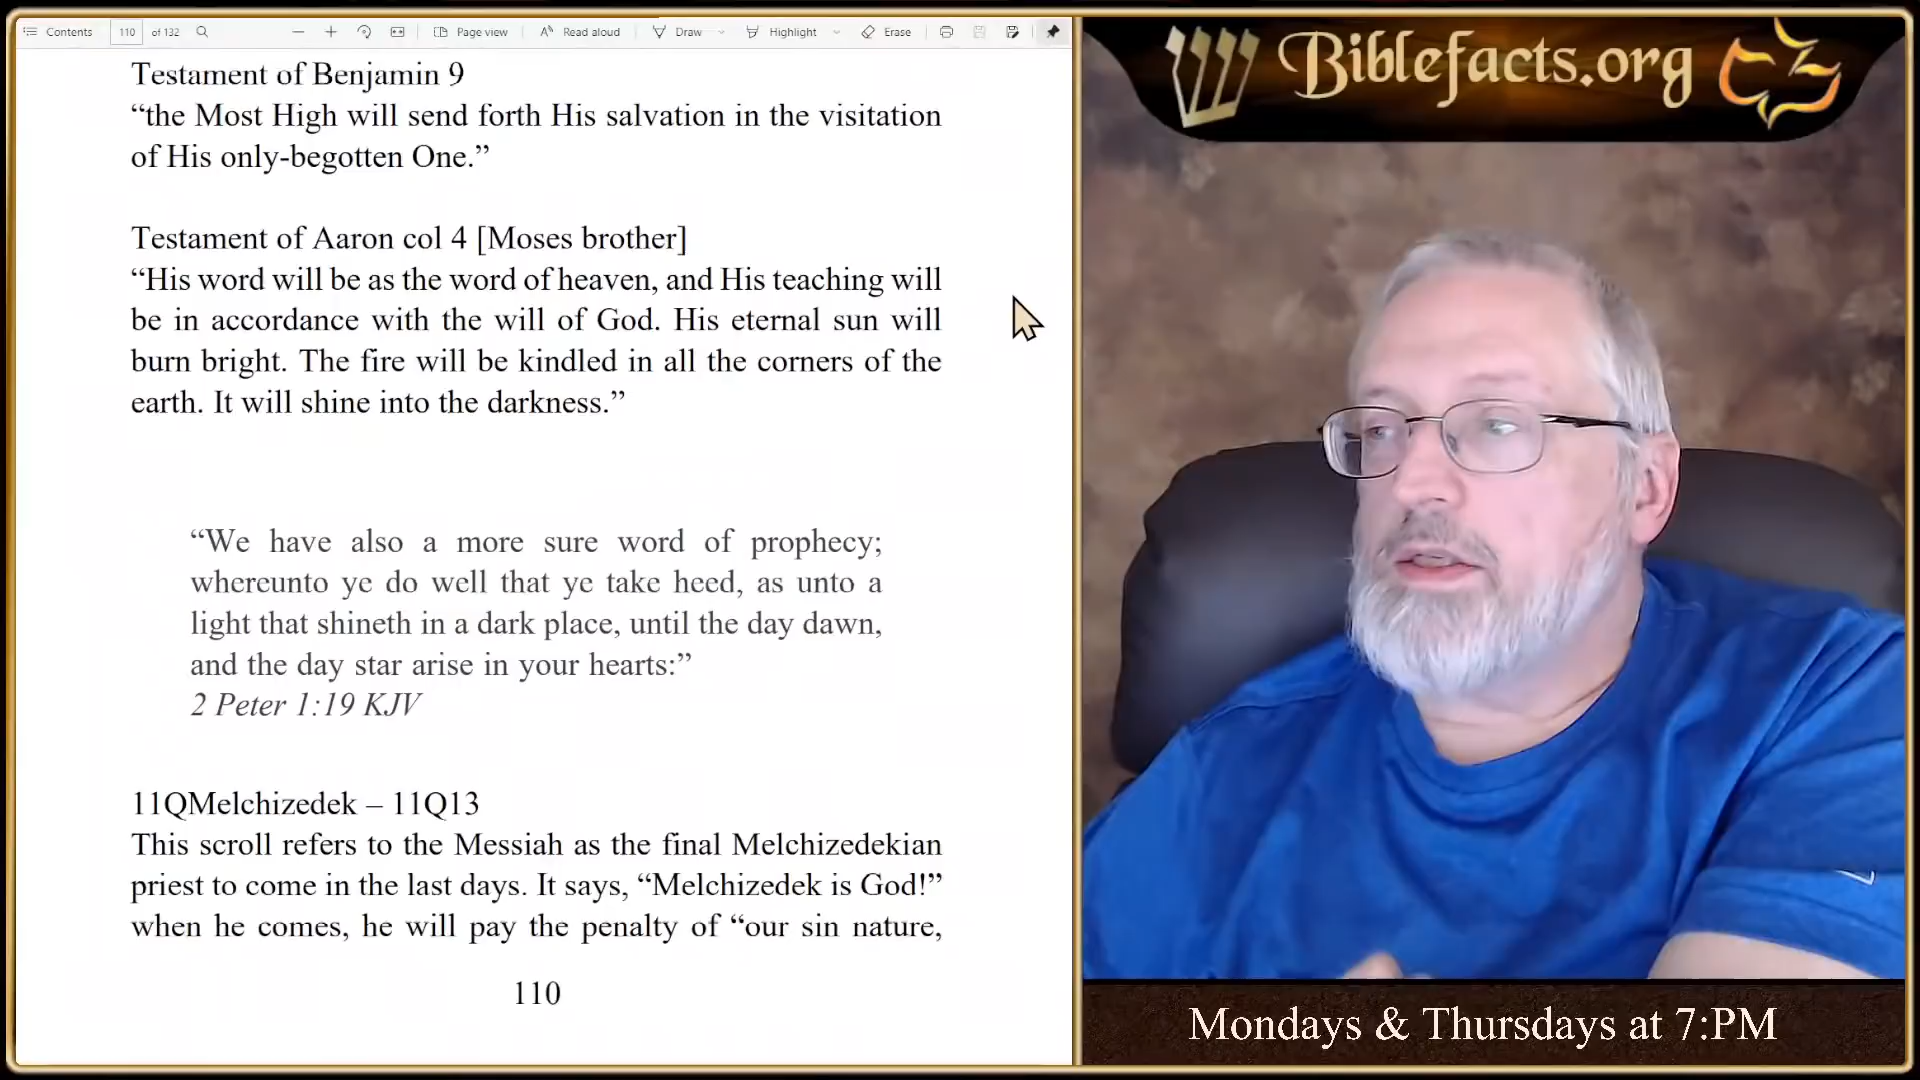 Contents 110 of 132 Page view Read aloud Draw Highlight Erase
Testament of Benjamin 9
“the Most High will send forth His salvation in the visitation
of His only-begotten One.”
Testament of Aaron col 4 [Moses brother]
“His word will be as the word of heaven, and His teaching will
be in accordance with the will of God. His eternal sun will
burn bright. The fire will be kindled in all the corners of the
earth. It will shine into the darkness.”
“We have also a more sure word of prophecy;
whereunto ye do well that ye take heed, as unto a
light that shineth in a dark place, until the day dawn,
and the day star arise in your hearts:”
2 Peter 1:19 KJV
11QMelchizedek – 11Q13
This scroll refers to the Messiah as the final Melchizedekian
priest to come in the last days. It says, “Melchizedek is God!”
when he comes, he will pay the penalty of “our sin nature,
110
ש Biblefacts.org
Mondays & Thursdays at 7:PM